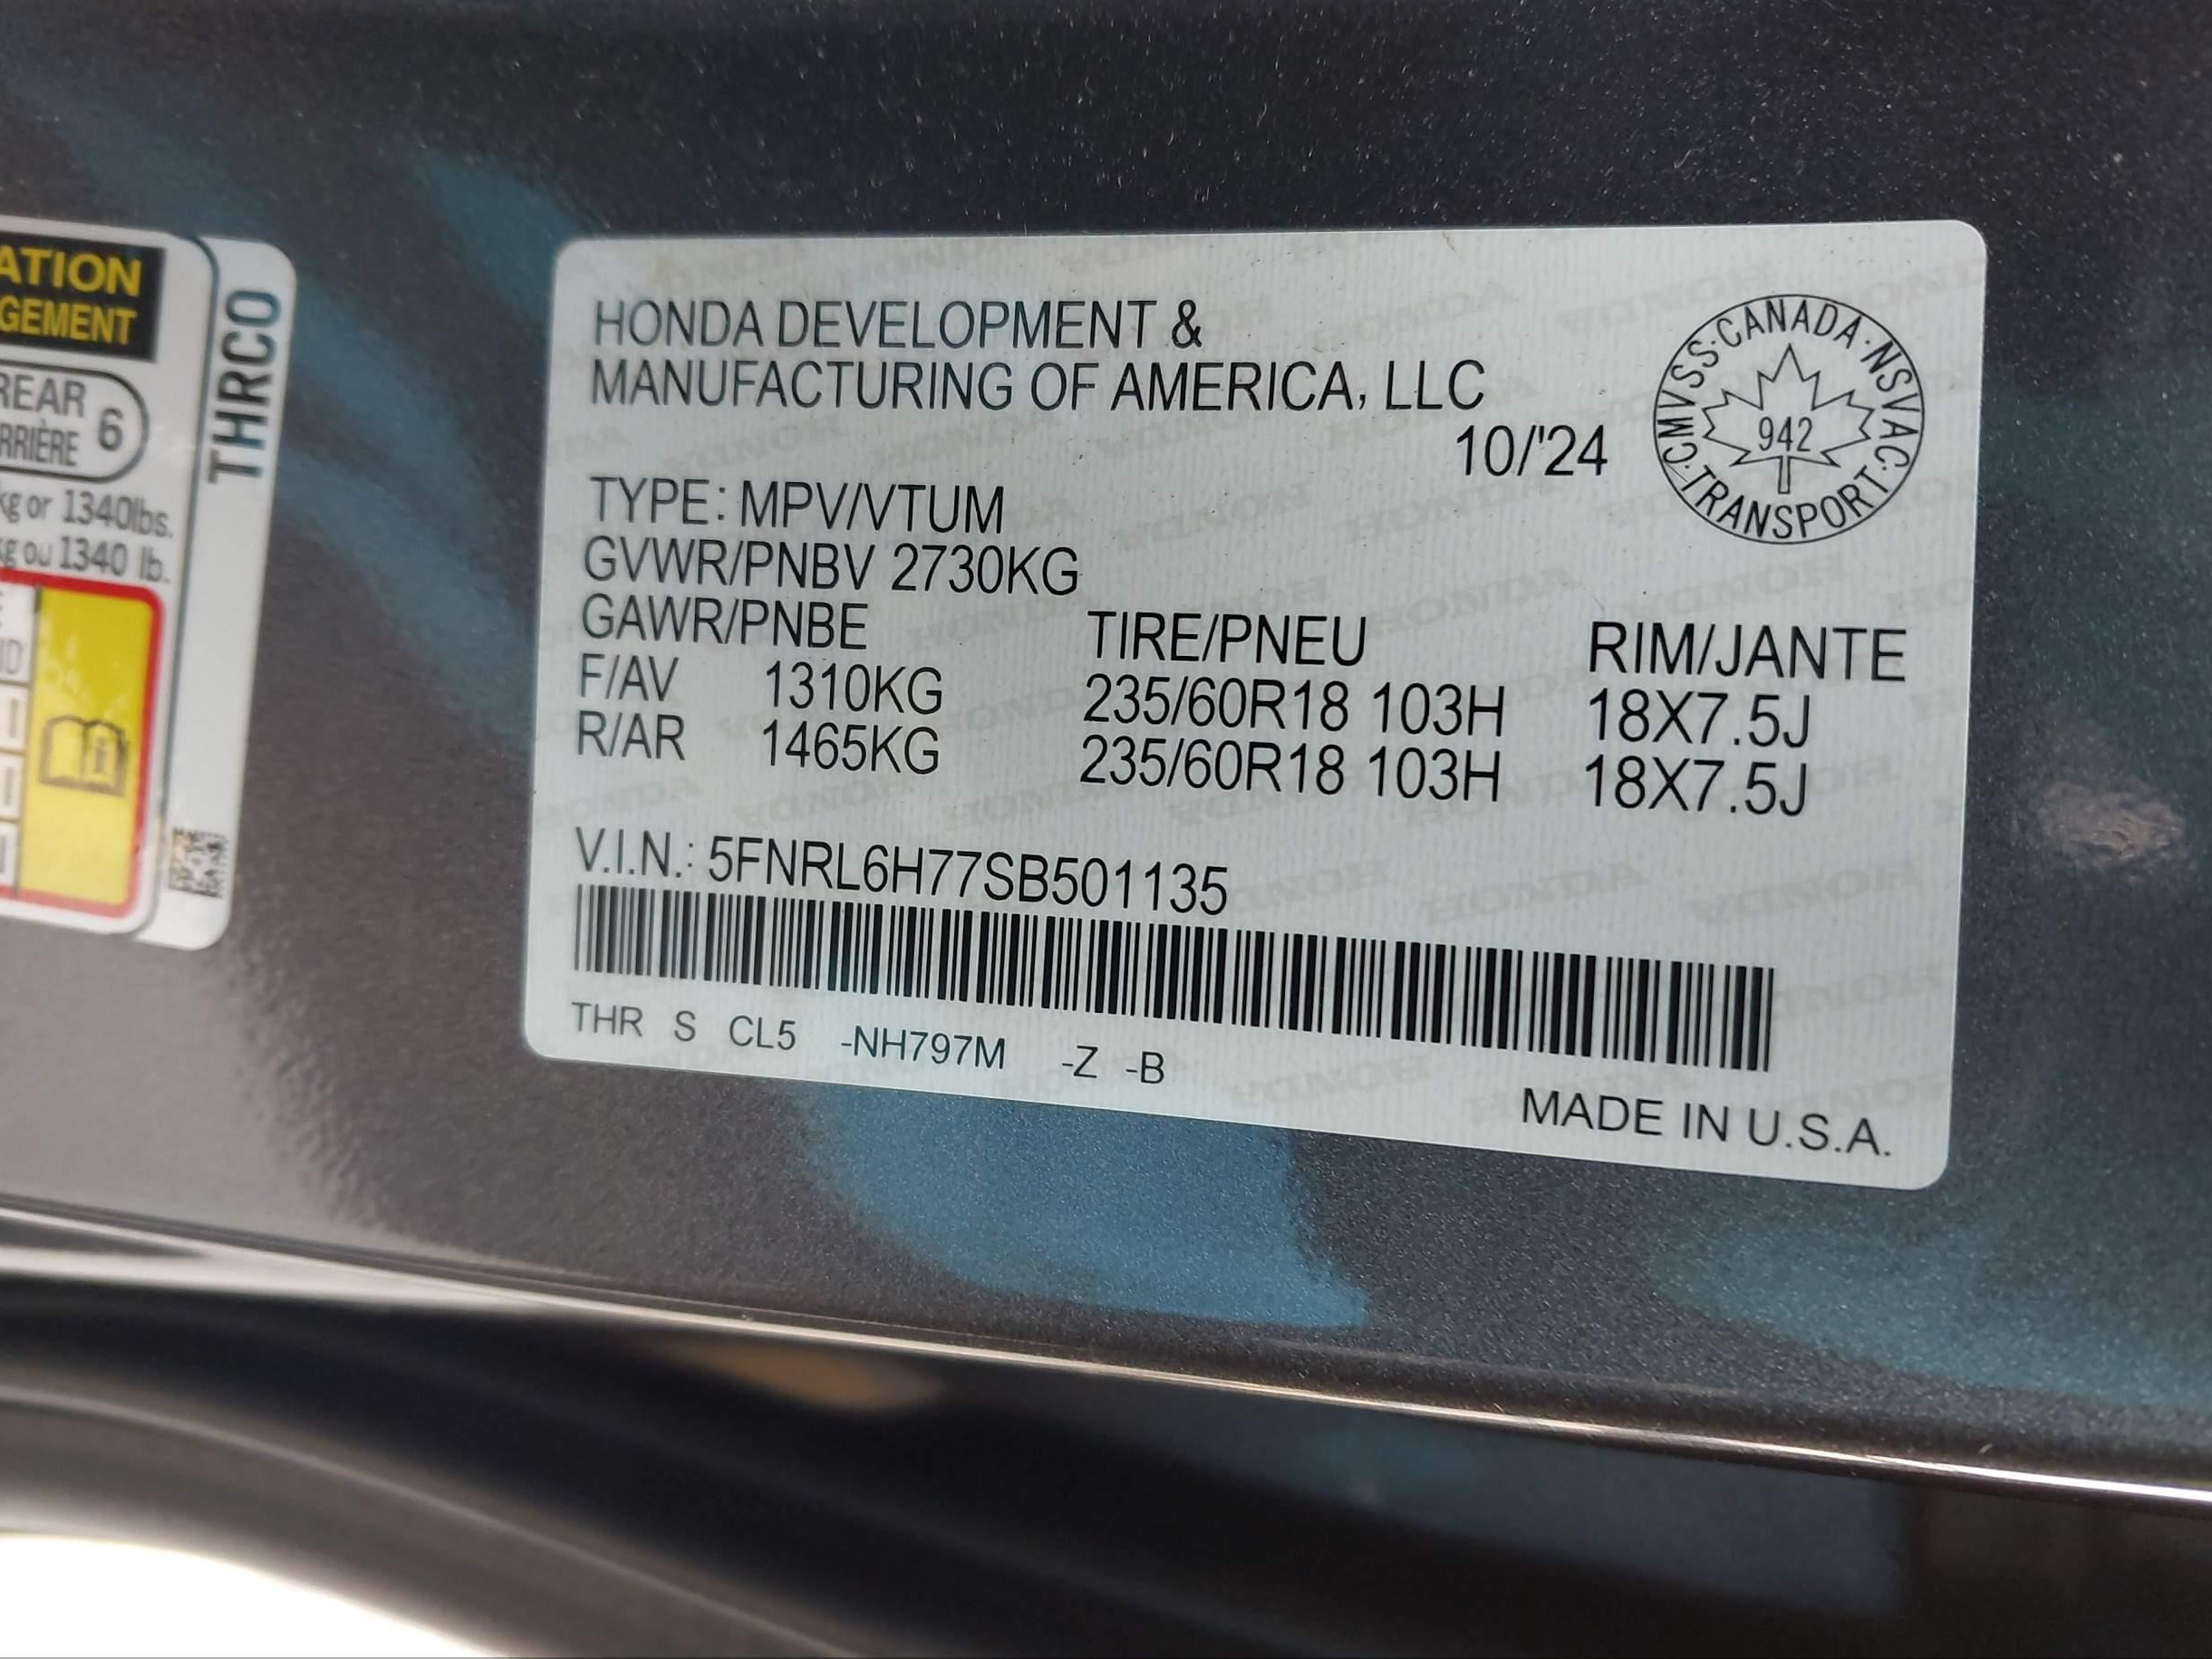 ATION
GEMENT
REAR
RRIÈRE 6
kg or 1340lbs.
kg ou 1340 lb.
THRCO
HONDA DEVELOPMENT &
MANUFACTURING OF AMERICA, LLC
10/'24
CMVSS·CANADA·NSVAC·TRANSPORT·
942
TYPE: MPV/VTUM
GVWR/PNBV 2730KG
GAWR/PNBE TIRE/PNEU RIM/JANTE
F/AV 1310KG 235/60R18 103H 18X7.5J
R/AR 1465KG 235/60R18 103H 18X7.5J
V.I.N.: 5FNRL6H77SB501135
THR S CL5 -NH797M -Z -B
MADE IN U.S.A.